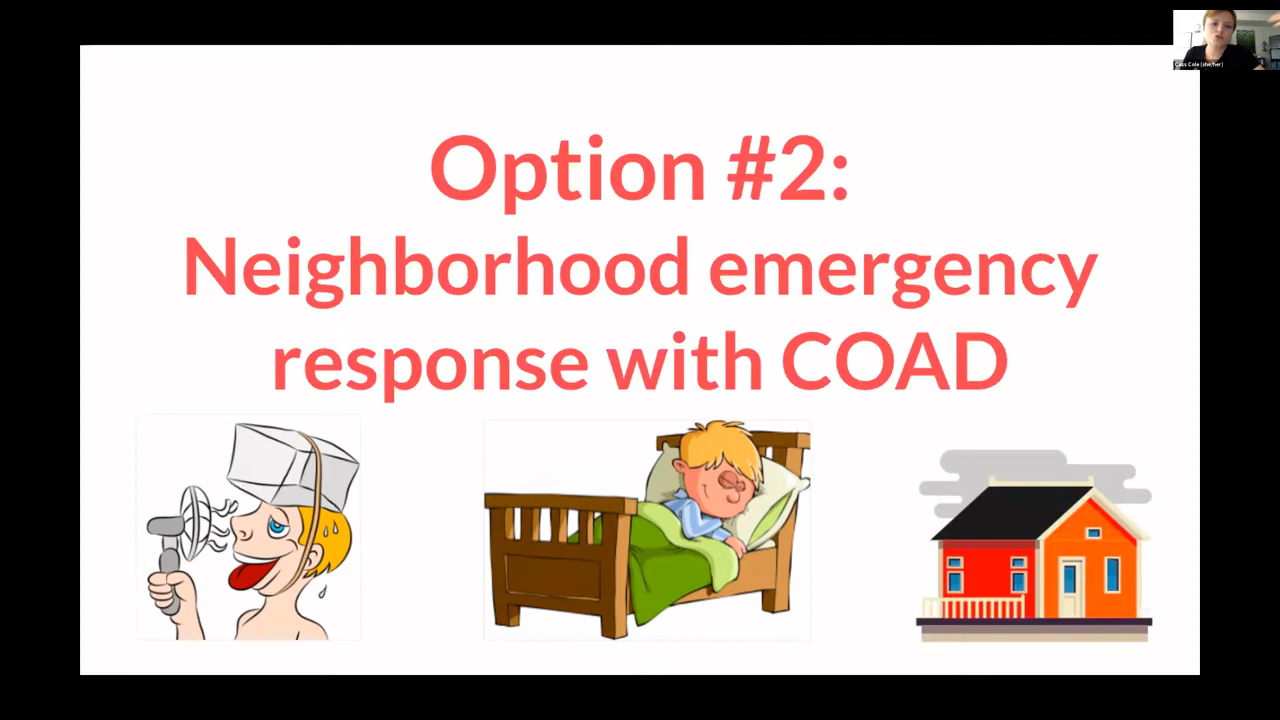 Cass Cole (she/her)
Option #2:
Neighborhood emergency
response with COAD